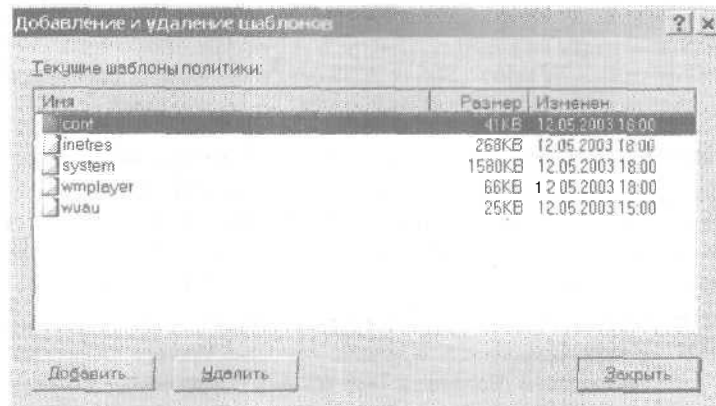 Добавление и удаление шаблонов
? ×
Текущие шаблоны политики:
Имя Размер Изменен
conf 41KB 12.05.2003 18:00
inetres 268KB 12.05.2003 18:00
system 1580KB 12.05.2003 18:00
wmplayer 66KB 12 05.2003 18:00
wuau 25KB 12.05.2003 15:00
Добавить... Удалить Закрыть